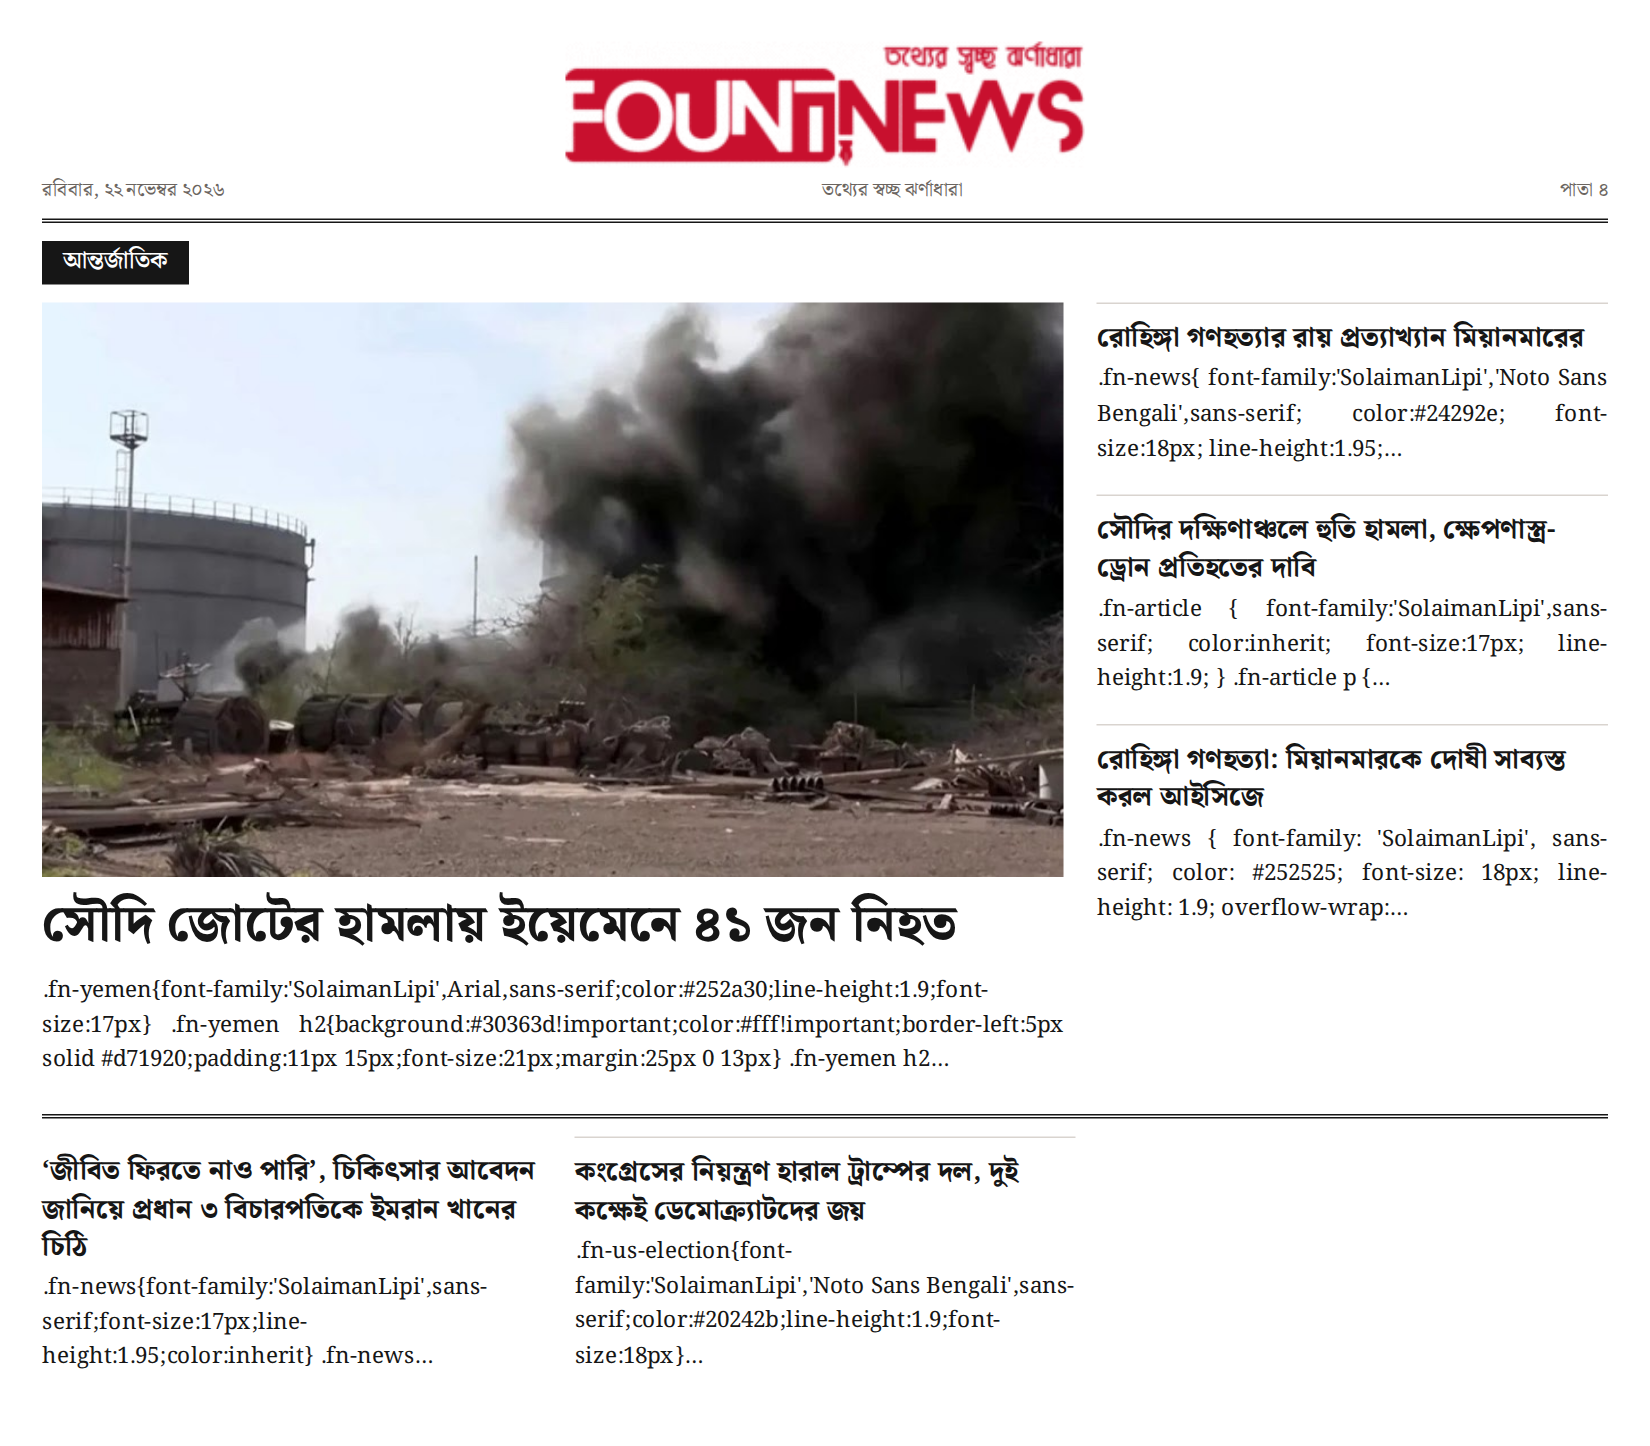 তথ্যের স্বচ্ছ ঝর্ণাধারা
FOUNT NEWS
রবিবার, ২২ নভেম্বর ২০২৬
তথ্যের স্বচ্ছ ঝর্ণাধারা
পাতা ৪
আন্তর্জাতিক
সৌদি জোটের হামলায় ইয়েমেনে ৪১ জন নিহত
.fn-yemen{font-family:'SolaimanLipi',Arial,sans-serif;color:#252a30;line-height:1.9;font-
size:17px} .fn-yemen h2{background:#30363d!important;color:#fff!important;border-left:5px
solid #d71920;padding:11px 15px;font-size:21px;margin:25px 0 13px} .fn-yemen h2...
রোহিঙ্গা গণহত্যার রায় প্রত্যাখ্যান মিয়ানমারের
.fn-news{ font-family:'SolaimanLipi','Noto Sans
Bengali',sans-serif; color:#24292e; font-
size:18px; line-height:1.95;...
সৌদির দক্ষিণাঞ্চলে হুতি হামলা, ক্ষেপণাস্ত্র-
ড্রোন প্রতিহতের দাবি
.fn-article { font-family:'SolaimanLipi',sans-
serif; color:inherit; font-size:17px; line-
height:1.9; } .fn-article p {...
রোহিঙ্গা গণহত্যা: মিয়ানমারকে দোষী সাব্যস্ত
করল আইসিজে
.fn-news { font-family: 'SolaimanLipi', sans-
serif; color: #252525; font-size: 18px; line-
height: 1.9; overflow-wrap:...
‘জীবিত ফিরতে নাও পারি’, চিকিৎসার আবেদন
জানিয়ে প্রধান ৩ বিচারপতিকে ইমরান খানের
চিঠি
.fn-news{font-family:'SolaimanLipi',sans-
serif;font-size:17px;line-
height:1.95;color:inherit} .fn-news...
কংগ্রেসের নিয়ন্ত্রণ হারাল ট্রাম্পের দল, দুই
কক্ষেই ডেমোক্র্যাটদের জয়
.fn-us-election{font-
family:'SolaimanLipi','Noto Sans Bengali',sans-
serif;color:#20242b;line-height:1.9;font-
size:18px}...